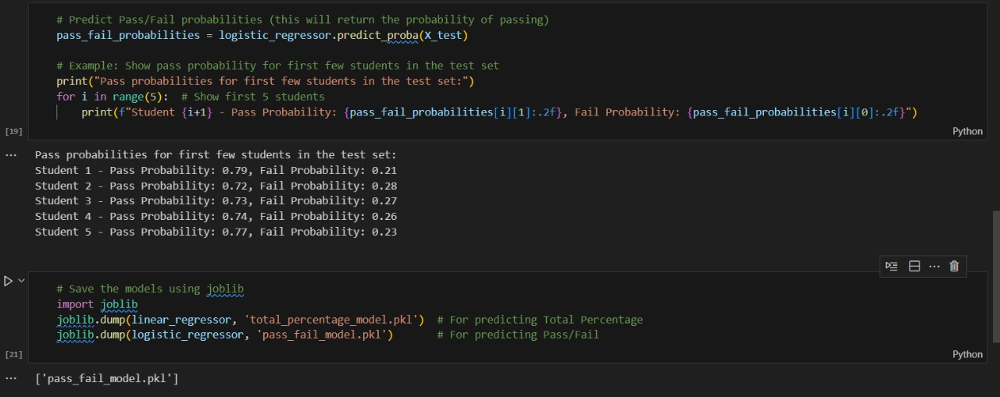 # Predict Pass/Fail probabilities (this will return the probability of passing)
pass_fail_probabilities = logistic_regressor.predict_proba(X_test)
# Example: Show pass probability for first few students in the test set
print("Pass probabilities for first few students in the test set:")
for i in range(5):  # Show first 5 students
    print(f"Student {i+1} - Pass Probability: {pass_fail_probabilities[i][1]:.2f}, Fail Probability: {pass_fail_probabilities[i][0]:.2f}")
[19]
Python
Pass probabilities for first few students in the test set:
Student 1 - Pass Probability: 0.79, Fail Probability: 0.21
Student 2 - Pass Probability: 0.72, Fail Probability: 0.28
Student 3 - Pass Probability: 0.73, Fail Probability: 0.27
Student 4 - Pass Probability: 0.74, Fail Probability: 0.26
Student 5 - Pass Probability: 0.77, Fail Probability: 0.23
# Save the models using joblib
import joblib
joblib.dump(linear_regressor, 'total_percentage_model.pkl')  # For predicting Total Percentage
joblib.dump(logistic_regressor, 'pass_fail_model.pkl')       # For predicting Pass/Fail
[21]
Python
['pass_fail_model.pkl']